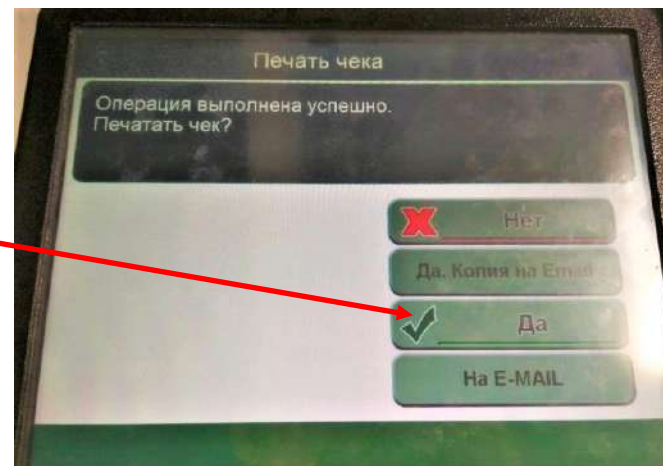 Печать чека
Операция выполнена успешно.
Печатать чек?
Нет
Да. Копия на Email
Да
На E-MAIL